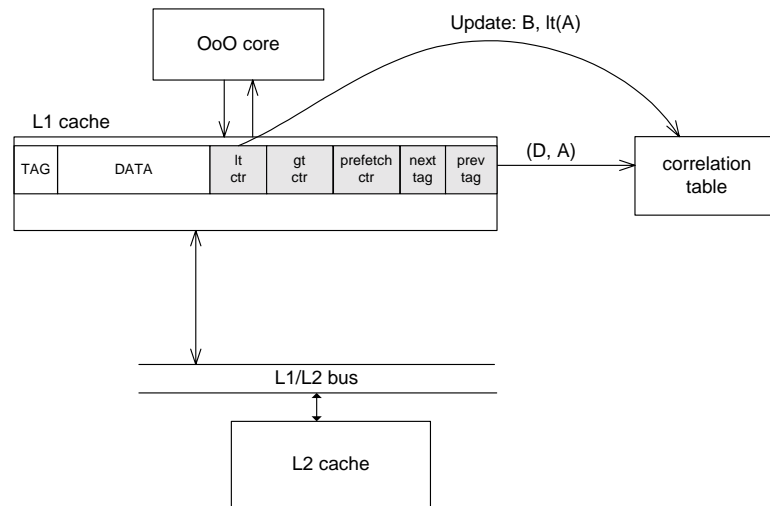 Update: B, lt(A)
OoO core
L1 cache
TAG
DATA
lt
ctr
gt
ctr
prefetch
ctr
next
tag
prev
tag
(D, A)
correlation
table
L1/L2 bus
L2 cache